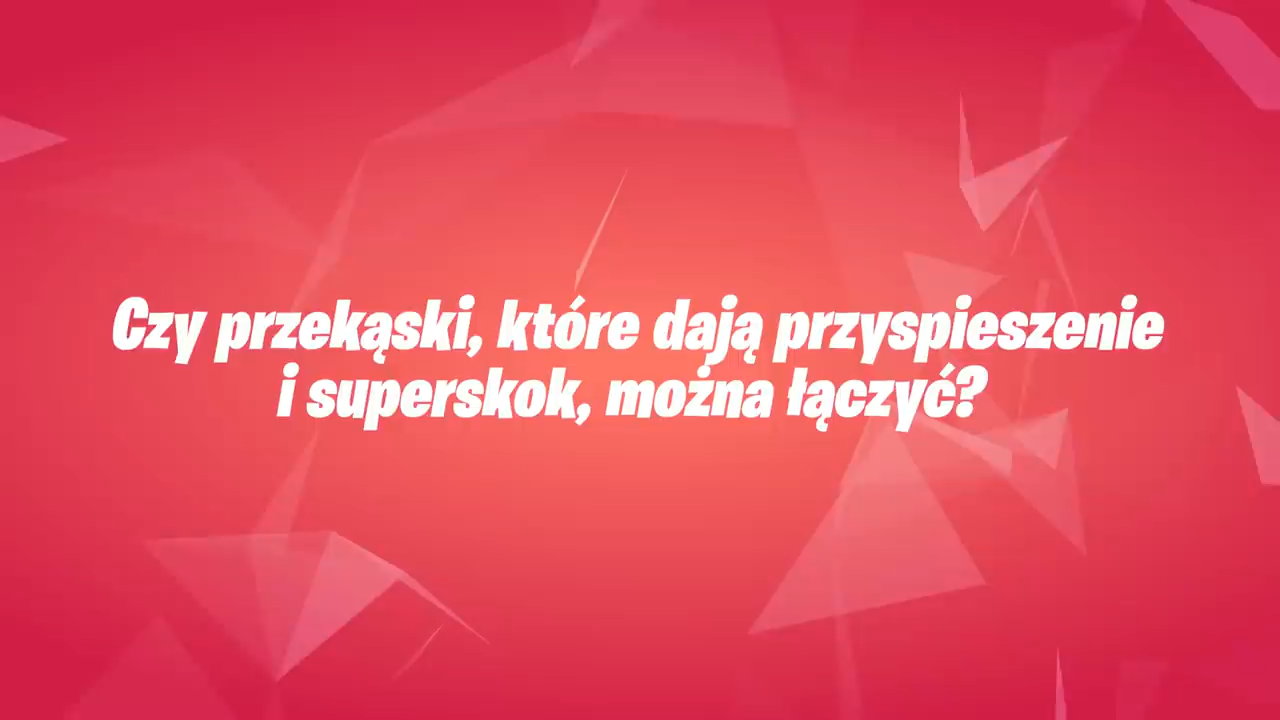 Czy przekąski, które dają przyspieszenie
i superskok, można łączyć?